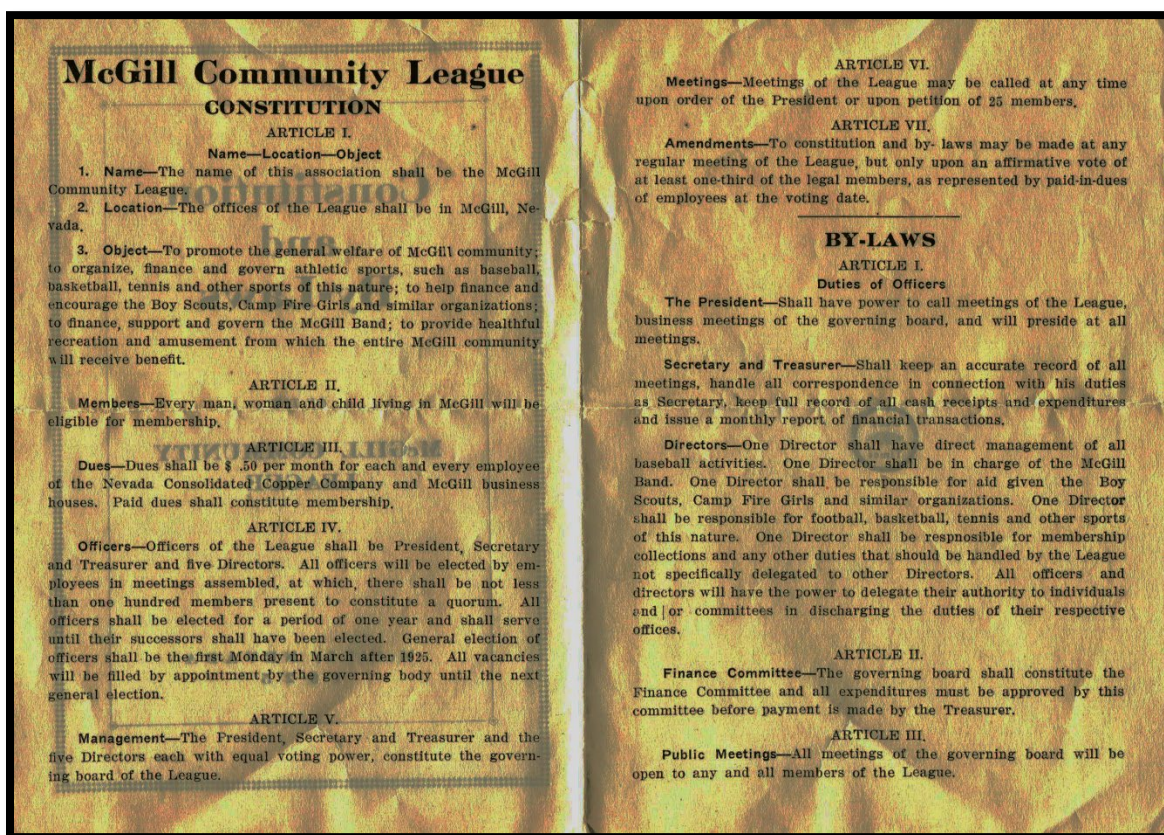 McGill Community League
CONSTITUTION
ARTICLE I.
Name—Location—Object
1. Name—The name of this association shall be the McGill
Community League.
2. Location—The offices of the League shall be in McGill, Ne-
vada.
3. Object—To promote the general welfare of McGill community;
to organize, finance and govern athletic sports, such as baseball,
basketball, tennis and other sports of this nature; to help finance and
encourage the Boy Scouts, Camp Fire Girls and similar organizations;
to finance, support and govern the McGill Band; to provide healthful
recreation and amusement from which the entire McGill community
will receive benefit.
ARTICLE II.
Members—Every man, woman and child living in McGill will be
eligible for membership.
ARTICLE III.
Dues—Dues shall be $ .50 per month for each and every employee
of the Nevada Consolidated Copper Company and McGill business
houses. Paid dues shall constitute membership.
ARTICLE IV.
Officers—Officers of the League shall be President, Secretary
and Treasurer and five Directors. All officers will be elected by em-
ployees in meetings assembled, at which, there shall be not less
than one hundred members present to constitute a quorum. All
officers shall be elected for a period of one year and shall serve
until their successors shall have been elected. General election of
officers shall be the first Monday in March after 1925. All vacancies
will be filled by appointment by the governing body until the next
general election.
ARTICLE V.
Management—The President, Secretary and Treasurer and the
five Directors each with equal voting power, constitute the govern-
ing board of the League.
ARTICLE VI.
Meetings—Meetings of the League may be called at any time
upon order of the President or upon petition of 25 members.
ARTICLE VII.
Amendments—To constitution and by- laws may be made at any
regular meeting of the League, but only upon an affirmative vote of
at least one-third of the legal members, as represented by paid-in-dues
of employees at the voting date.
BY-LAWS
ARTICLE I.
Duties of Officers
The President—Shall have power to call meetings of the League,
business meetings of the governing board, and will preside at all
meetings.
Secretary and Treasurer—Shall keep an accurate record of all
meetings, handle all correspondence in connection with his duties
as Secretary, keep full record of all cash receipts and expenditures
and issue a monthly report of financial transactions.
Directors—One Director shall have direct management of all
baseball activities. One Director shall be in charge of the McGill
Band. One Director shall be responsible for aid given the Boy
Scouts, Camp Fire Girls and similar organizations. One Director
shall be responsible for football, basketball, tennis and other sports
of this nature. One Director shall be respnosible for membership
collections and any other duties that should be handled by the League
not specifically delegated to other Directors. All officers and
directors will have the power to delegate their authority to individuals
and|or committees in discharging the duties of their respective
offices.
ARTICLE II.
Finance Committee—The governing board shall constitute the
Finance Committee and all expenditures must be approved by this
committee before payment is made by the Treasurer.
ARTICLE III.
Public Meetings—All meetings of the governing board will be
open to any and all members of the League.